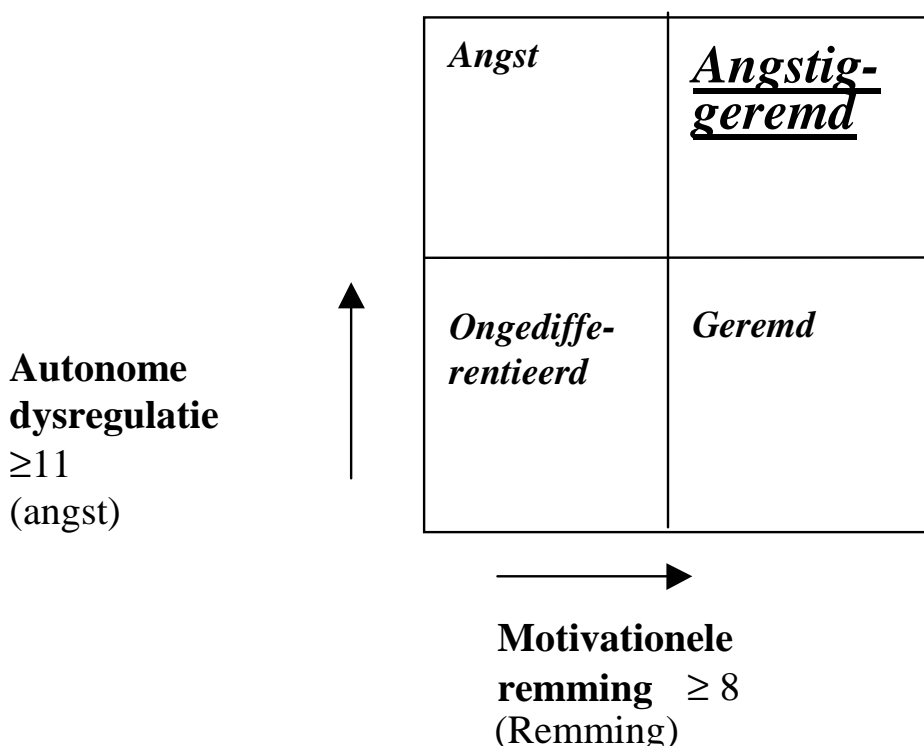 Angst
Angstig-
geremd
Ongediffe-
rentieerd
Geremd
Autonome
dysregulatie
≥11
(angst)
Motivationele
remming ≥ 8
(Remming)